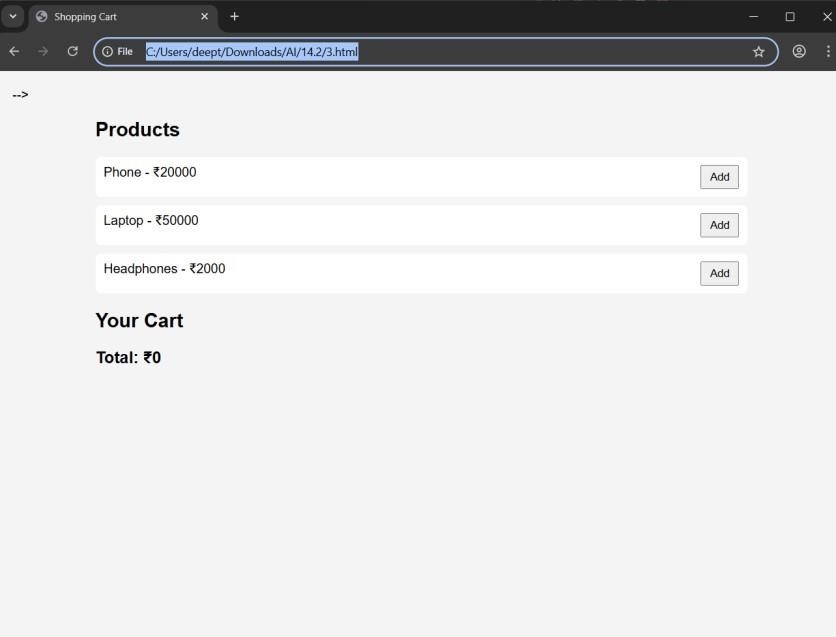 Shopping Cart
File C:/Users/deept/Downloads/AI/14.2/3.html
-->
Products
Phone - ₹20000 Add
Laptop - ₹50000 Add
Headphones - ₹2000 Add
Your Cart
Total: ₹0